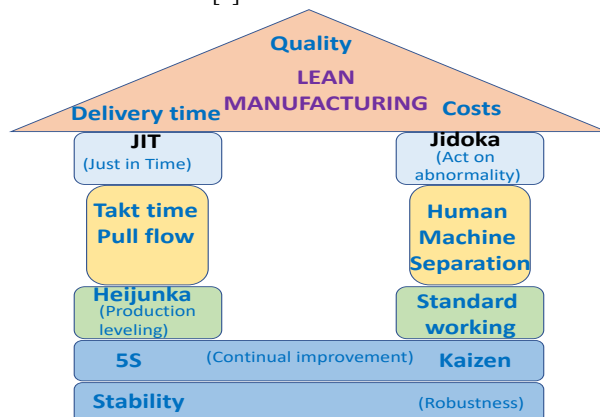 [ ]
Quality
LEAN
MANUFACTURING
Delivery time
Costs
JIT
(Just in Time)
Jidoka
(Act on
abnormality)
Takt time
Pull flow
Human
Machine
Separation
Heijunka
(Production
leveling)
Standard
working
5S (Continual improvement) Kaizen
Stability (Robustness)